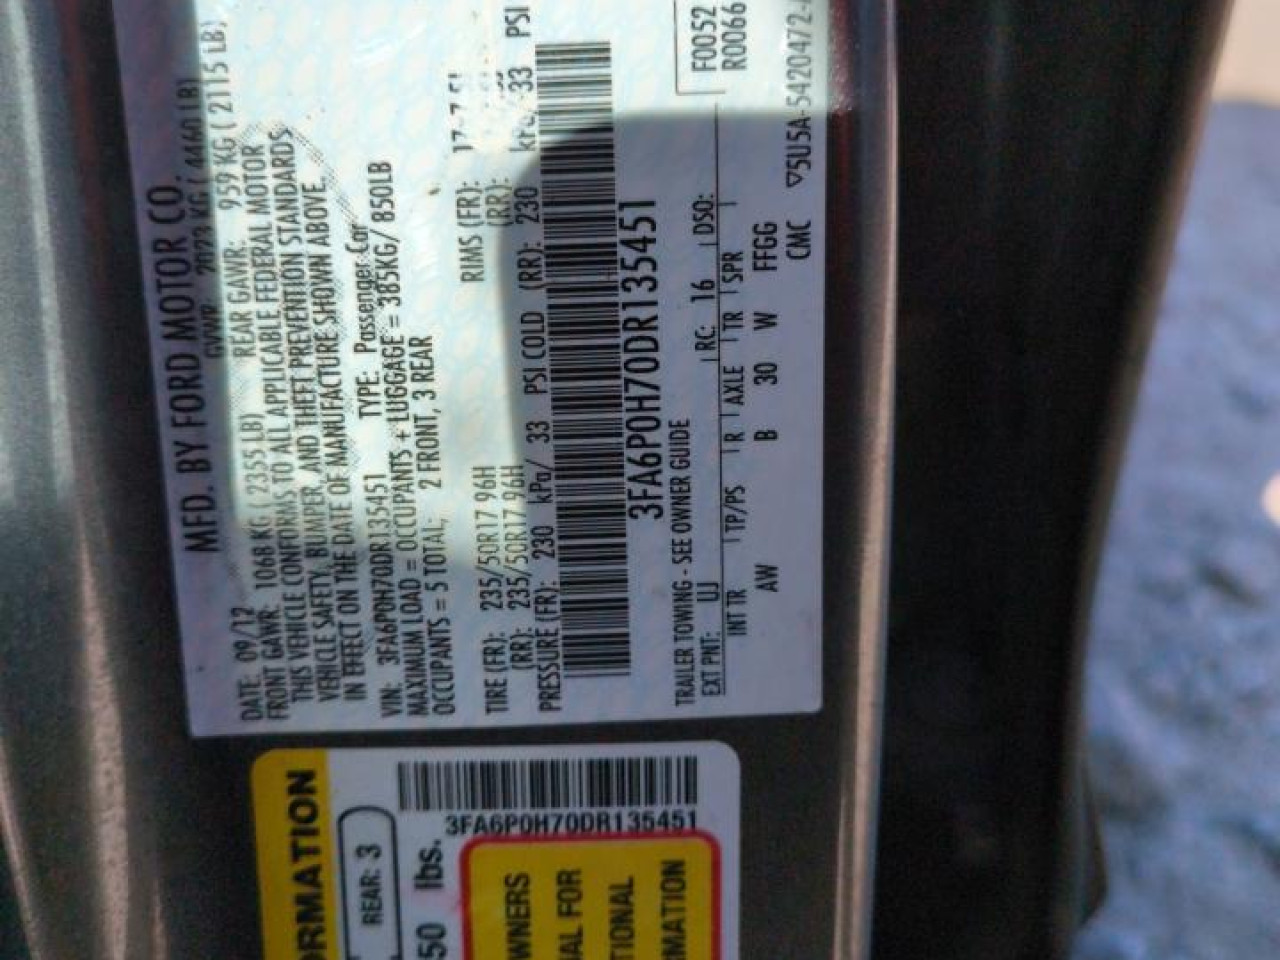 MFD. BY FORD MOTOR CO.
DATE: 09/12 GVWR: 2023 KG ( 4460 LB)
FRONT GAWR: 1068 KG ( 2355 LB) REAR GAWR: 959 KG ( 2115 LB)
THIS VEHICLE CONFORMS TO ALL APPLICABLE FEDERAL MOTOR
VEHICLE SAFETY, BUMPER, AND THEFT PREVENTION STANDARDS
IN EFFECT ON THE DATE OF MANUFACTURE SHOWN ABOVE.
VIN: 3FA6P0H70DR135451 TYPE: Passenger Car
MAXIMUM LOAD = OCCUPANTS + LUGGAGE = 385KG/ 850LB
OCCUPANTS = 5 TOTAL; 2 FRONT, 3 REAR
TIRE (FR): 235/50R17 96H RIMS (FR):
(RR): 235/50R17 96H (RR):
PRESSURE (FR): 230 kPa/ 33 PSI COLD (RR): 230 kPa/ 33 PSI
3FA6P0H70DR135451
TRAILER TOWING - SEE OWNER GUIDE
F0052
EXT PNT: UJ RC: 16 DSO: R0066
INT TR TP/PS R AXLE TR SPR
AW B 30 W FFGG
CMC ▽5U5A-5420472-
3FA6P0H70DR135451
ORMATION
REAR: 3
50 lbs.
OWNERS
UAL FOR
TIONAL
RMATION